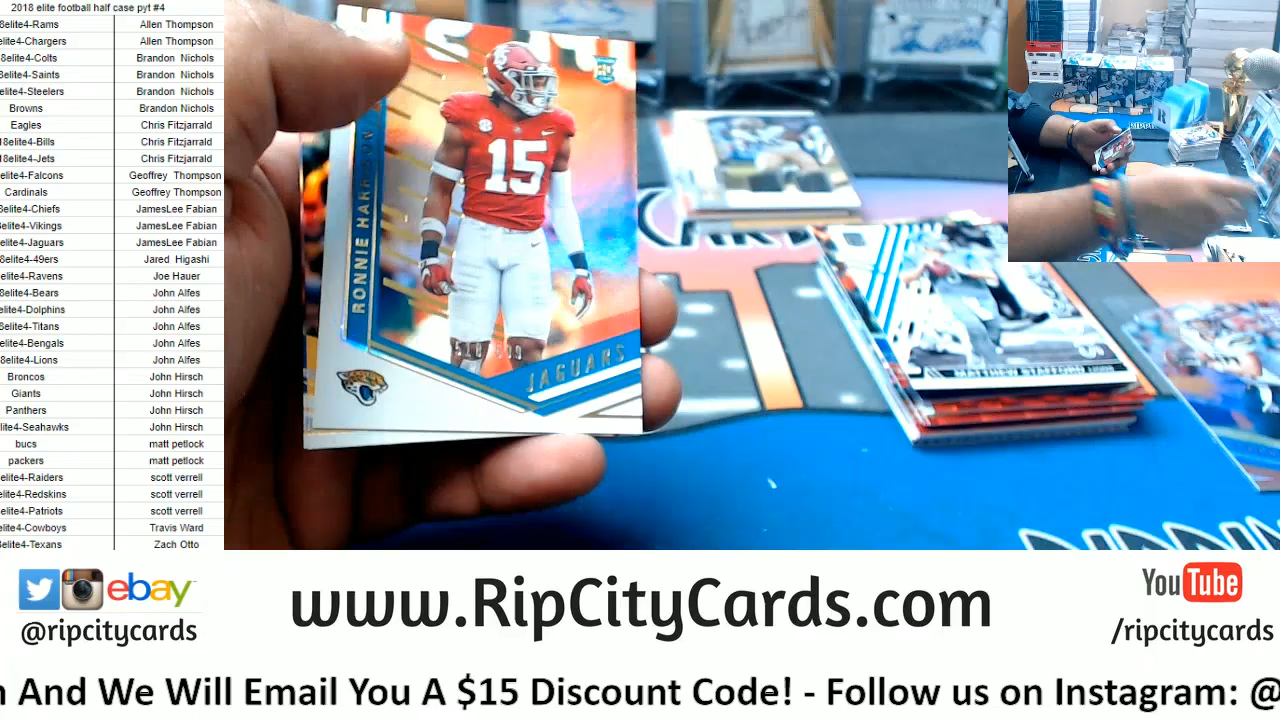 2018 elite football half case pyt #4
8elite4-Rams Allen Thompson
elite4-Chargers Allen Thompson
8elite4-Colts Brandon Nichols
elite4-Saints Brandon Nichols
elite4-Steelers Brandon Nichols
Browns Brandon Nichols
Eagles Chris Fitzjarrald
18elite4-Bills Chris Fitzjarrald
18elite4-Jets Chris Fitzjarrald
elite4-Falcons Geoffrey Thompson
Cardinals Geoffrey Thompson
elite4-Chiefs JamesLee Fabian
elite4-Vikings JamesLee Fabian
elite4-Jaguars JamesLee Fabian
8elite4-49ers Jared Higashi
elite4-Ravens Joe Hauer
8elite4-Bears John Alfes
elite4-Dolphins John Alfes
8elite4-Titans John Alfes
elite4-Bengals John Alfes
8elite4-Lions John Alfes
Broncos John Hirsch
Giants John Hirsch
Panthers John Hirsch
lite4-Seahawks John Hirsch
bucs matt petlock
packers matt petlock
elite4-Raiders scott verrell
elite4-Redskins scott verrell
elite4-Patriots scott verrell
elite4-Cowboys Travis Ward
elite4-Texans Zach Otto
15
RONNIE
JAGUARS
MATTHEW STAFFORD
ebay
@ripcitycards
www.RipCityCards.com
YouTube
/ripcitycards
n And We Will Email You A $15 Discount Code! - Follow us on Instagram: @